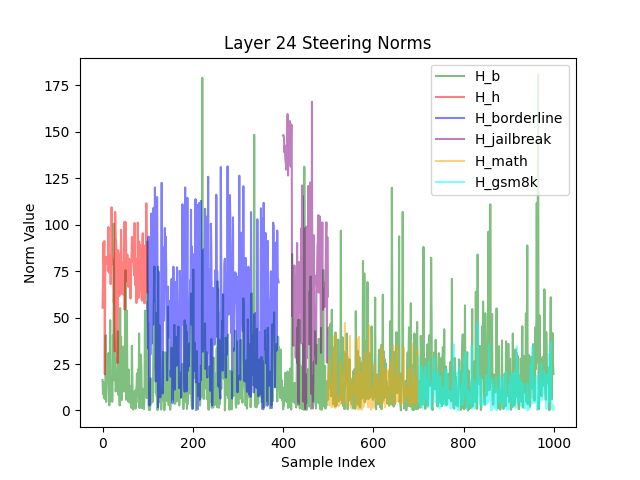 Layer 24 Steering Norms
Norm Value
175
150
125
100
75
50
25
0
0
200
400
600
800
1000
Sample Index
H_b
H_h
H_borderline
H_jailbreak
H_math
H_gsm8k